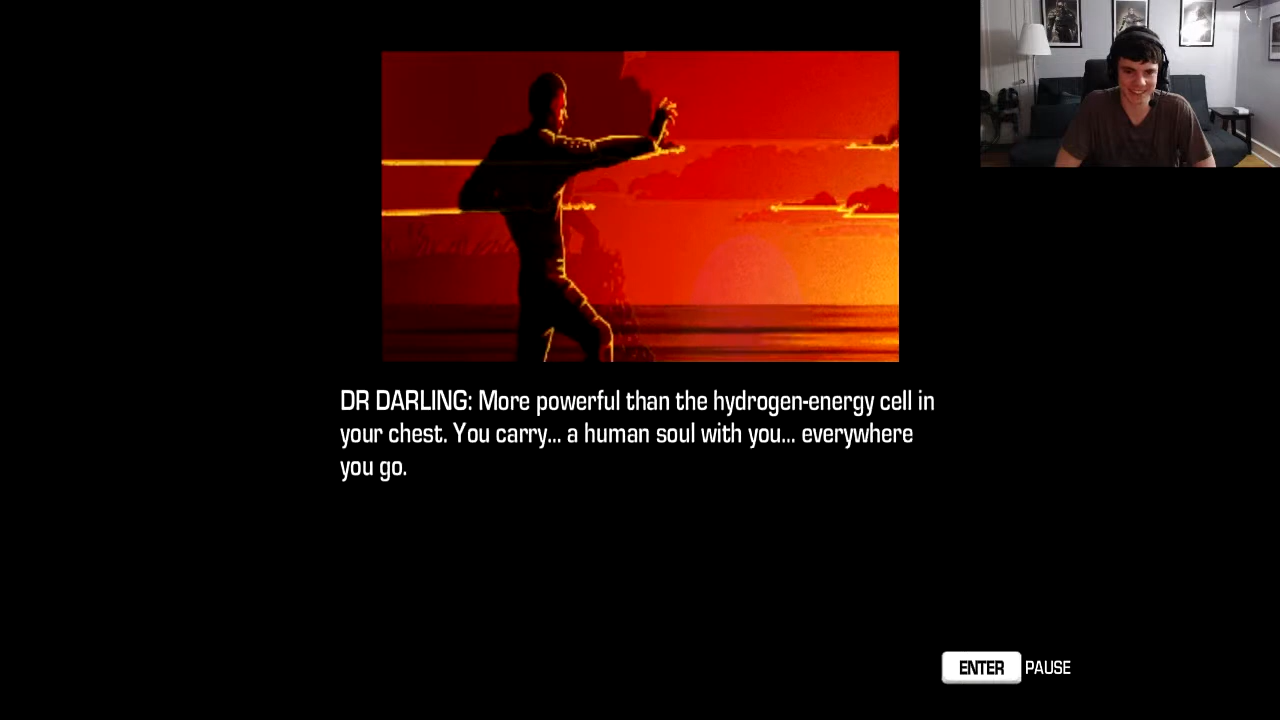 DR DARLING: More powerful than the hydrogen-energy cell in
your chest. You carry... a human soul with you... everywhere
you go.
ENTER PAUSE